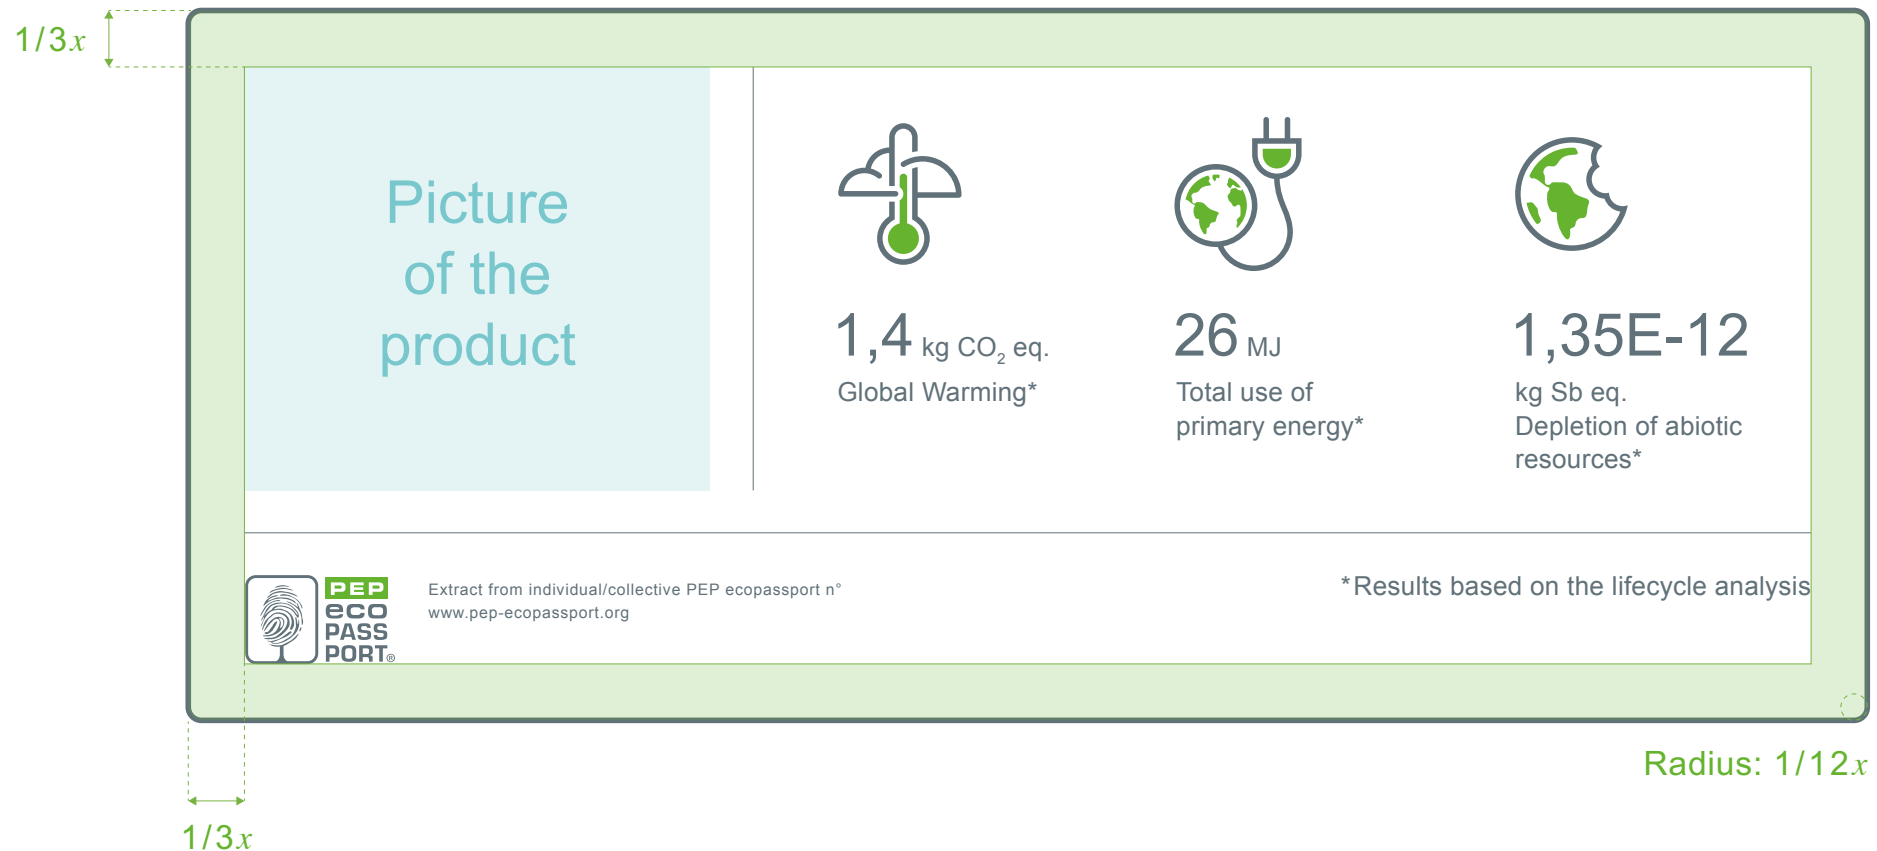 1/3x
Picture
of the
product
1,4 kg CO₂ eq.
Global Warming*
26 MJ
Total use of
primary energy*
1,35E-12
kg Sb eq.
Depletion of abiotic
resources*
PEP
eco
PASS
PORT®
Extract from individual/collective PEP ecopassport n°
www.pep-ecopassport.org
*Results based on the lifecycle analysis
Radius: 1/12x
1/3x